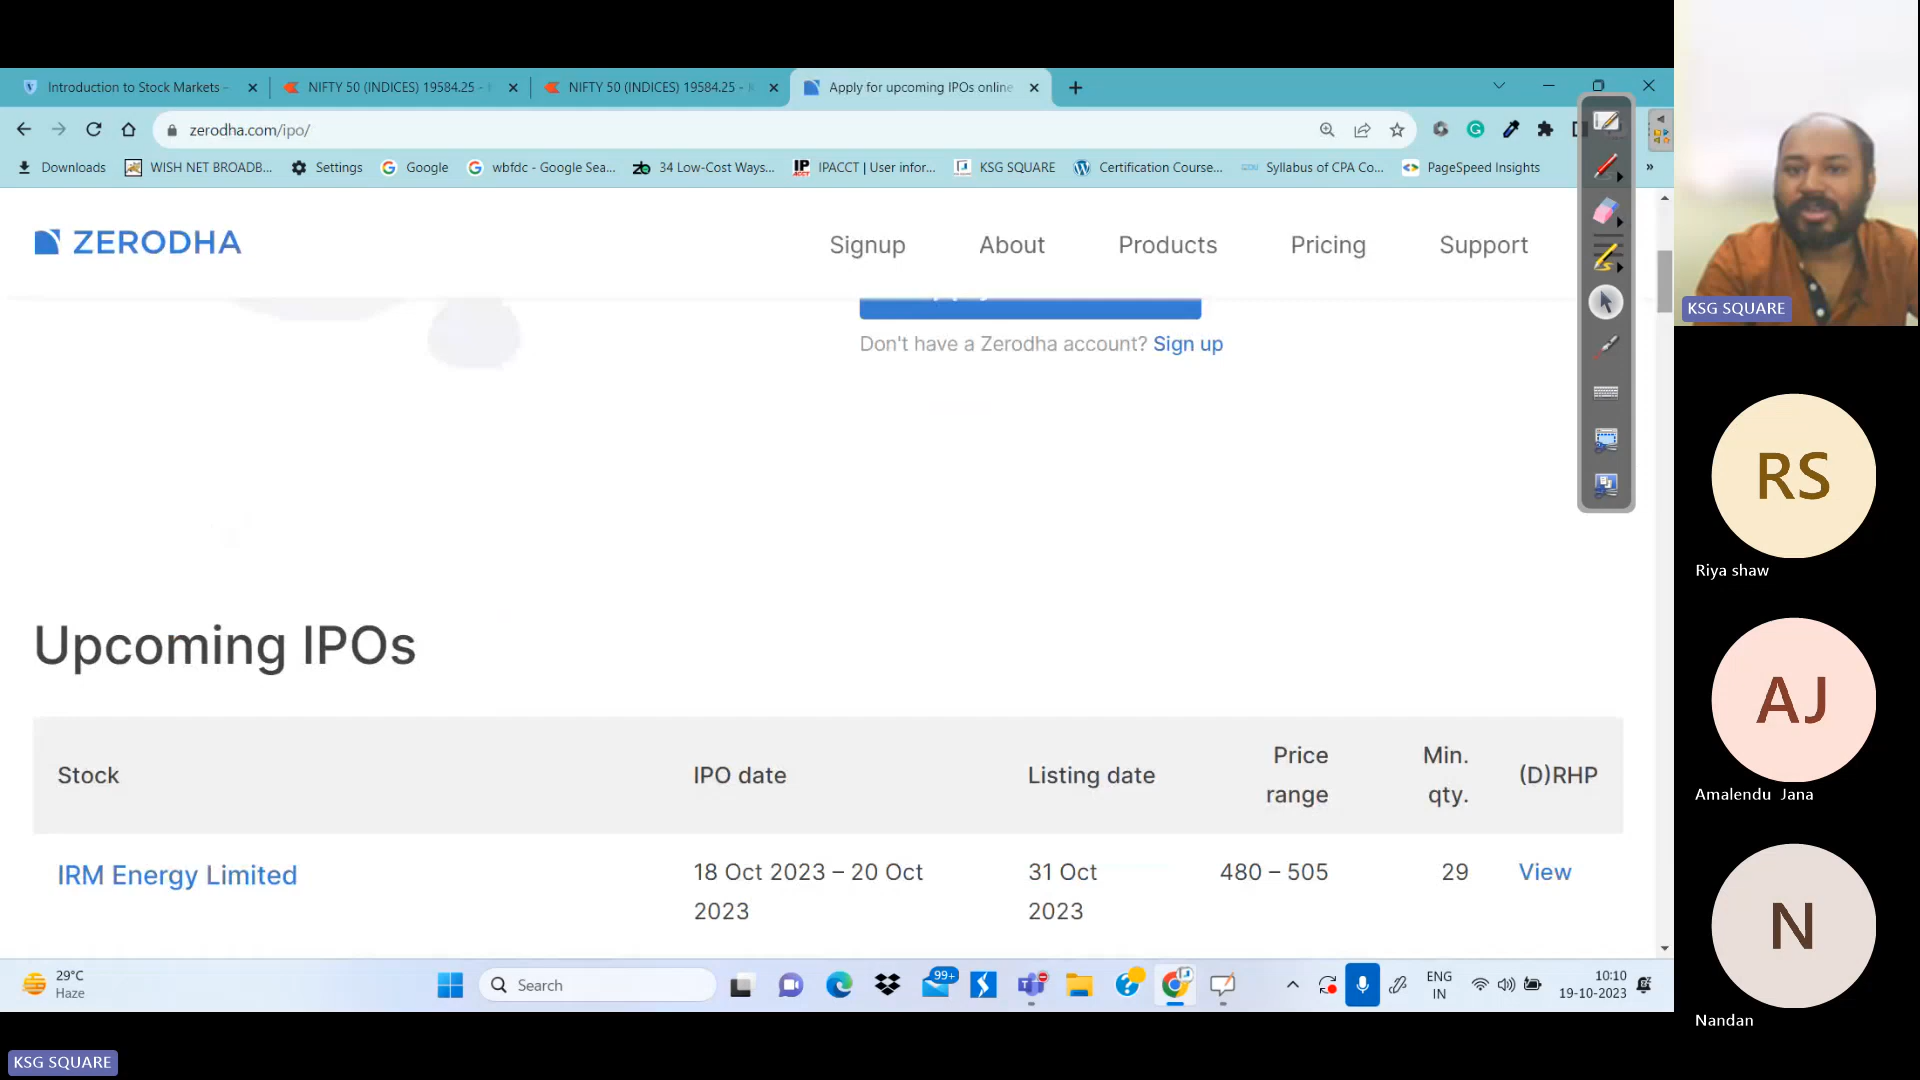 Introduction to Stock Markets –
NIFTY 50 (INDICES) 19584.25 -
NIFTY 50 (INDICES) 19584.25 -
Apply for upcoming IPOs online
zerodha.com/ipo/
Downloads
WISH NET BROADB...
Settings
Google
wbfdc - Google Sea...
34 Low-Cost Ways...
IPACCT | User infor...
KSG SQUARE
Certification Course...
Syllabus of CPA Co...
PageSpeed Insights
»
ZERODHA
Signup
About
Products
Pricing
Support
Don't have a Zerodha account? Sign up
Upcoming IPOs
Stock
IPO date
Listing date
Price range
Min. qty.
(D)RHP
IRM Energy Limited
18 Oct 2023 – 20 Oct 2023
31 Oct 2023
480 – 505
29
View
29°C
Haze
Search
99+
ENG
IN
10:10
19-10-2023
KSG SQUARE
RS
Riya shaw
AJ
Amalendu Jana
N
Nandan
KSG SQUARE